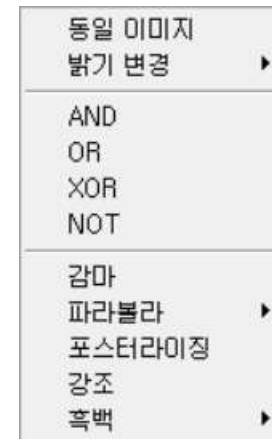 동일 이미지
밝기 변경
AND
OR
XOR
NOT
감마
파라볼라
포스터라이징
강조
흑백